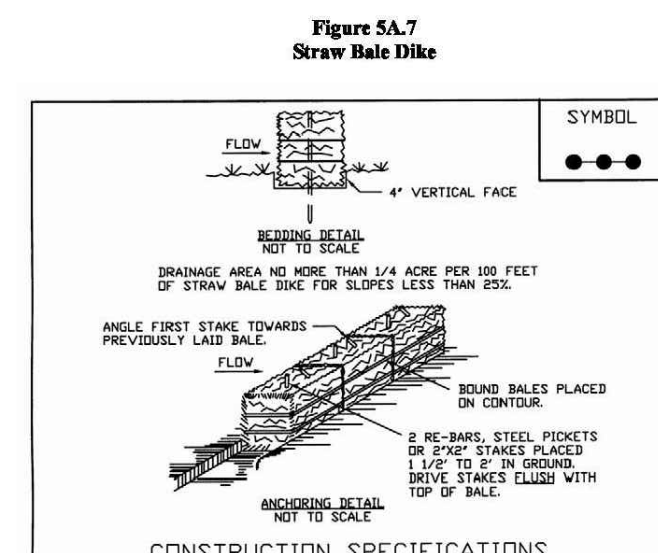 Figure 5A.7
Straw Bale Dike
SYMBOL
FLOW
4" VERTICAL FACE
BEDDING DETAIL
NOT TO SCALE
DRAINAGE AREA NO MORE THAN 1/4 ACRE PER 100 FEET
OF STRAW BALE DIKE FOR SLOPES LESS THAN 25%.
ANGLE FIRST STAKE TOWARDS
PREVIOUSLY LAID BALE.
FLOW
BOUND BALES PLACED
ON CONTOUR.
2 RE-BARS, STEEL PICKETS
OR 2"X2" STAKES PLACED
1 1/2' TO 2' IN GROUND.
DRIVE STAKES FLUSH WITH
TOP OF BALE.
ANCHORING DETAIL
NOT TO SCALE
CONSTRUCTION SPECIFICATIONS